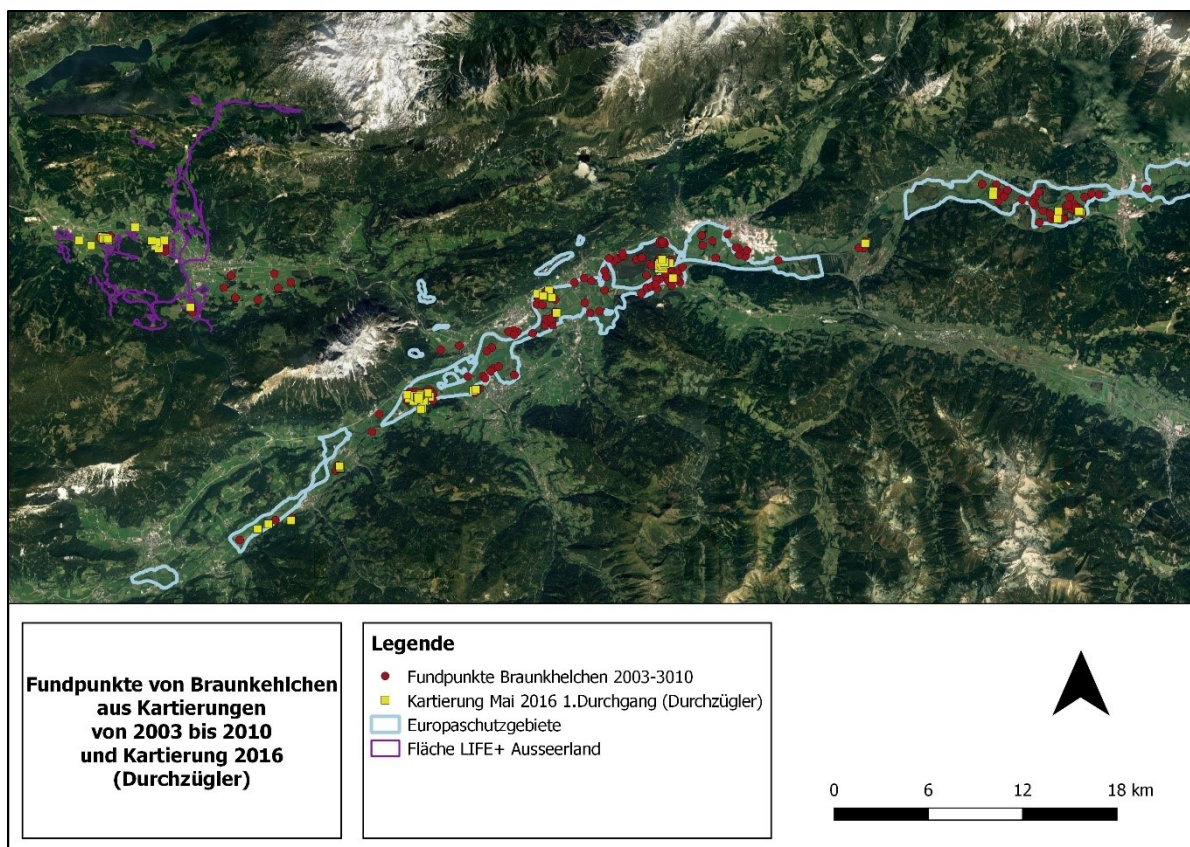 Fundpunkte von Braunkehlchen
aus Kartierungen
von 2003 bis 2010
und Kartierung 2016
(Durchzügler)
Legende
Fundpunkte Braunkhelchen 2003-3010
Kartierung Mai 2016 1.Durchgang (Durchzügler)
Europaschutzgebiete
Fläche LIFE+ Ausseerland
0 6 12 18 km